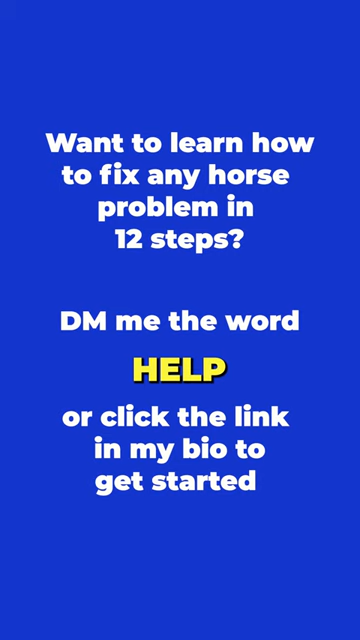 Want to learn how
to fix any horse
problem in
12 steps?
DM me the word
HELP
or click the link
in my bio to
get started